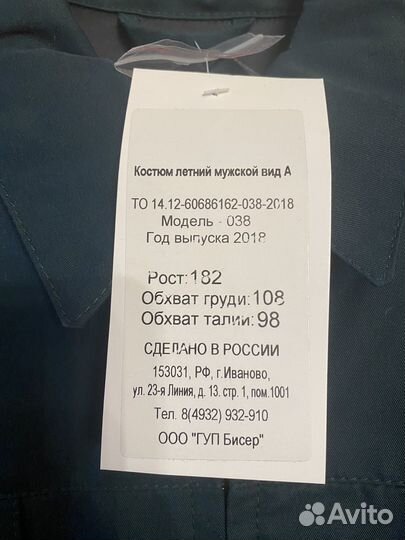 Костюм летний мужской вид А
ТО 14.12-60686162-038-2018
Модель - 038
Год выпуска 2018
Рост: 182
Обхват груди: 108
Обхват талии: 98
СДЕЛАНО В РОССИИ
153031, РФ, г.Иваново,
ул. 23-я Линия, д. 13. стр. 1, пом.1001
Тел. 8(4932) 932-910
ООО "ГУП Бисер"
Avito